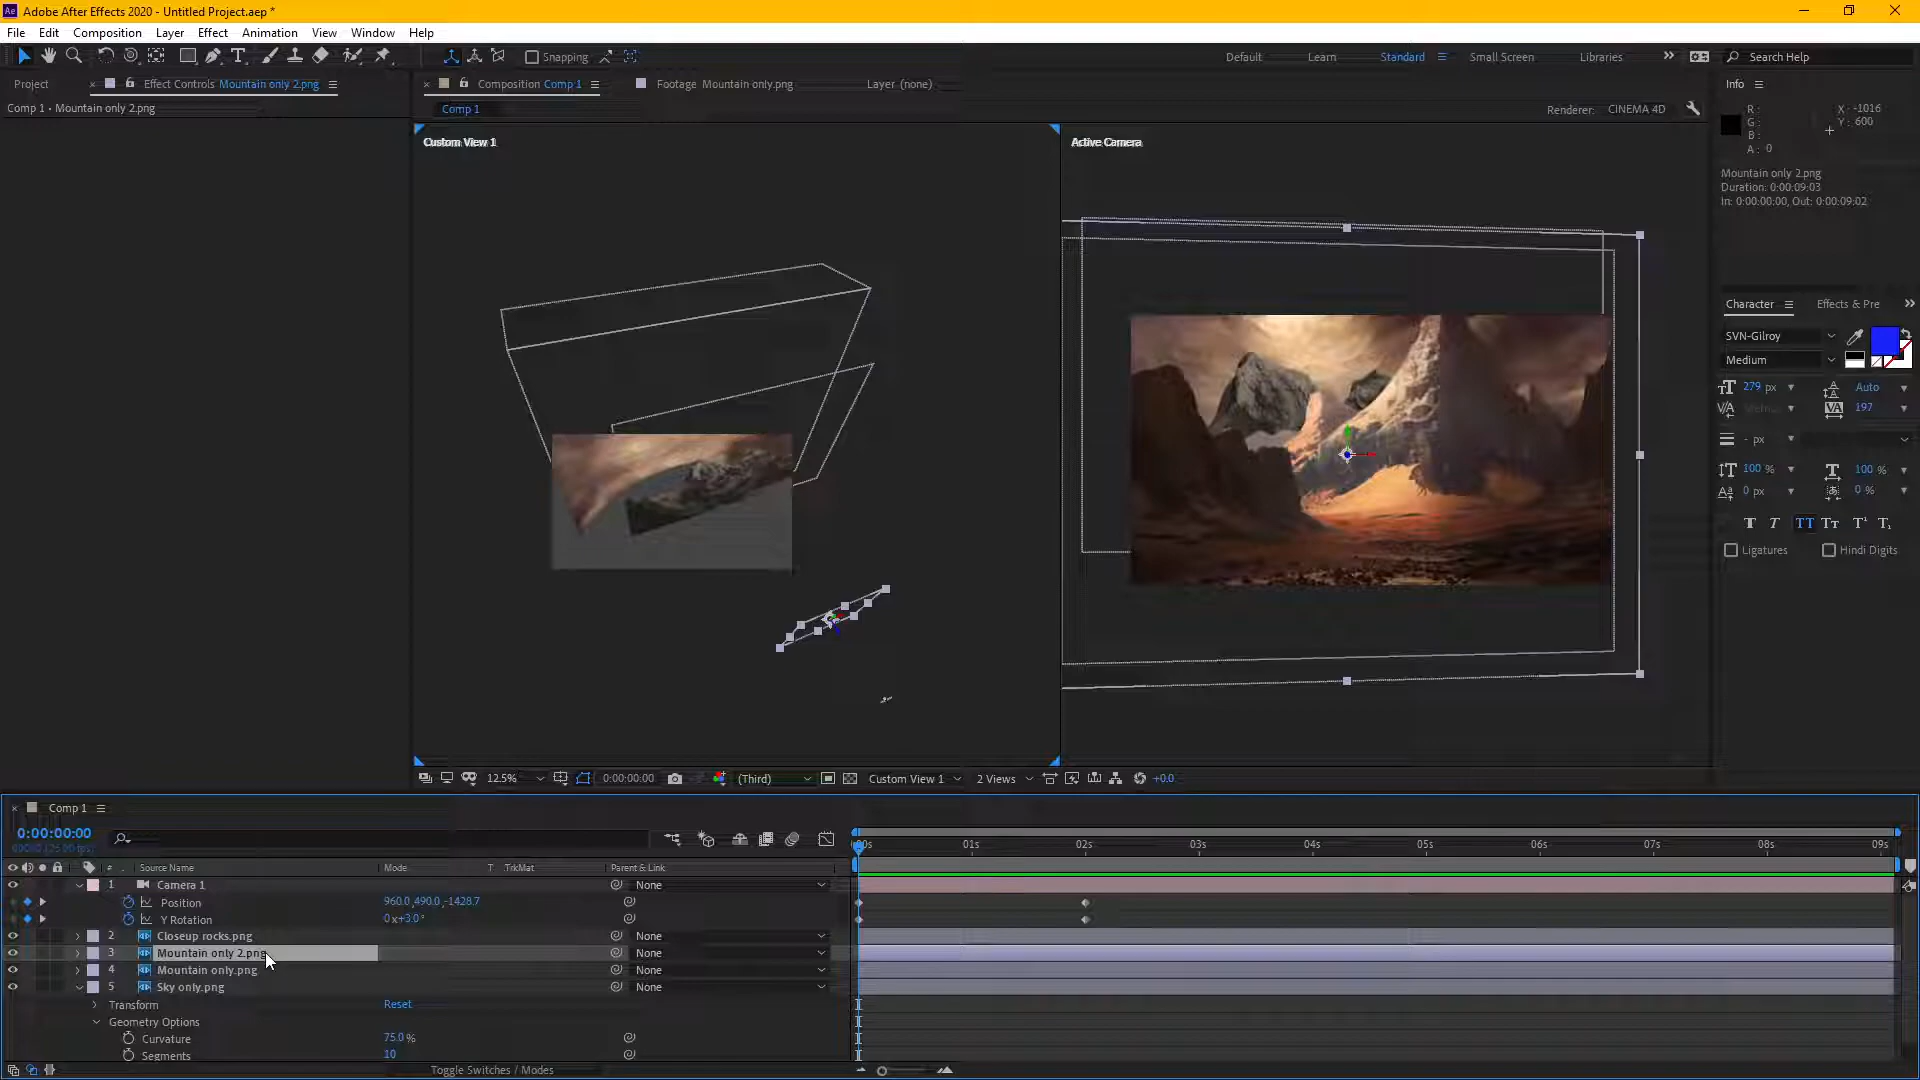 Adobe After Effects 2020 - Untitled Project.aep *
File Edit Composition Layer Effect Animation View Window Help
Snapping
Default Learn Standard Small Screen Libraries Search Help
Project Effect Controls Mountain only 2.png
Comp 1 • Mountain only 2.png
Composition Comp 1 Footage Mountain only.png Layer (none)
Comp 1
Renderer: CINEMA 4D
Custom View 1
Active Camera
Info
R:
G:
B:
A: 0
X: -1016
Y: 600
Mountain only 2.png
Duration: 0:00:09:03
In: 0:00:00:00, Out: 0:00:09:02
Character Effects & Pre
SVN-Gilroy
Medium
279 px Auto
197
- px
100 % 100 %
0 px 0 %
Ligatures Hindi Digits
12.5% 0:00:00:00 (Third) Custom View 1 2 Views +0.0
Comp 1
0:00:00:00
# Source Name Mode T .TrkMat Parent & Link
:00s 01s 02s 03s 04s 05s 06s 07s 08s 09s
1 Camera 1 None
Position 960.0,490.0,-1428.7
Y Rotation 0x+3.0°
2 Closeup rocks.png None
3 Mountain only 2.png None
4 Mountain only.png None
5 Sky only.png None
Transform Reset
Geometry Options
Curvature 75.0 %
Segments 10
Toggle Switches / Modes